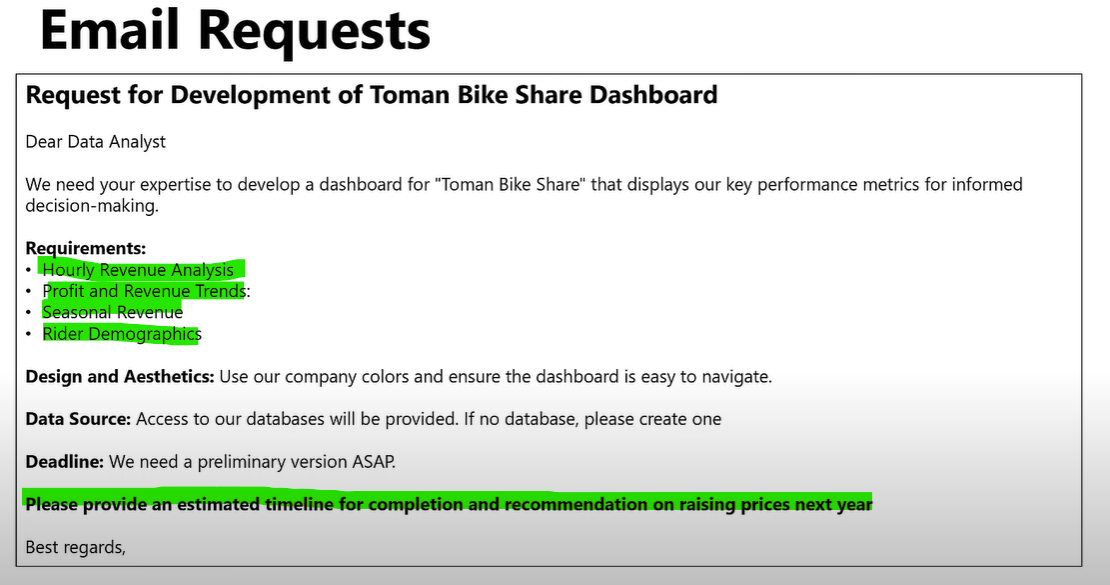 Email Requests
Request for Development of Toman Bike Share Dashboard
Dear Data Analyst
We need your expertise to develop a dashboard for "Toman Bike Share" that displays our key performance metrics for informed
decision-making.
Requirements:
• Hourly Revenue Analysis
• Profit and Revenue Trends:
• Seasonal Revenue
• Rider Demographics
Design and Aesthetics: Use our company colors and ensure the dashboard is easy to navigate.
Data Source: Access to our databases will be provided. If no database, please create one
Deadline: We need a preliminary version ASAP.
Please provide an estimated timeline for completion and recommendation on raising prices next year
Best regards,